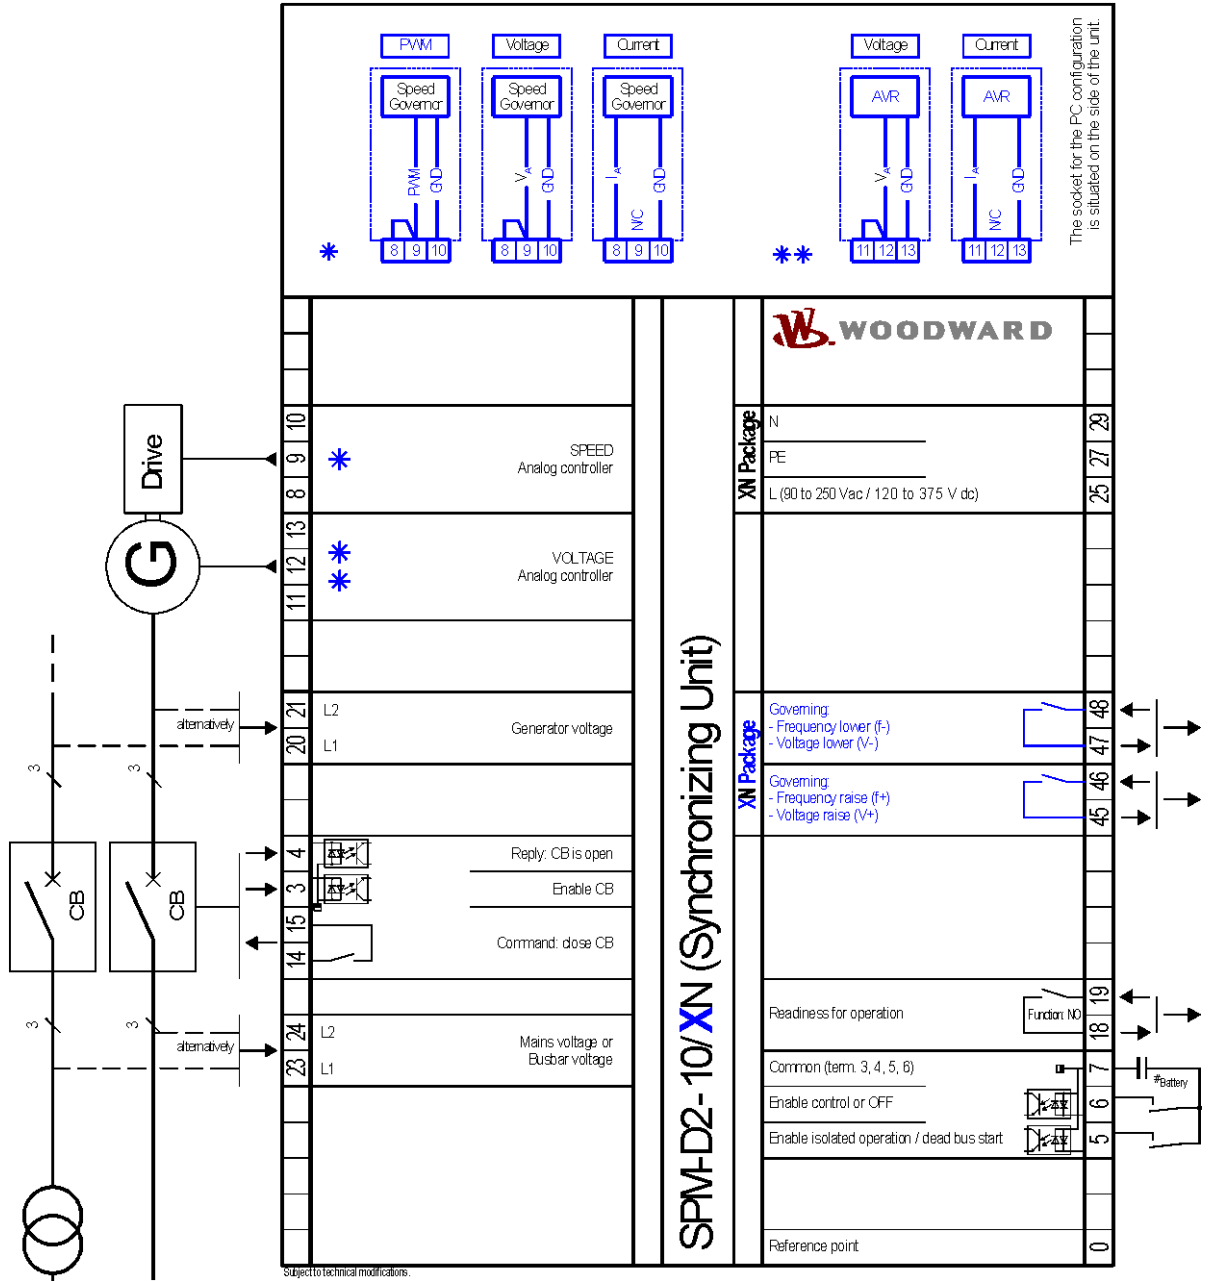 PWM
Voltage
Current
Voltage
Current
Speed
Governor
Speed
Governor
Speed
Governor
AVR
AVR
PWM
GND
VA
GND
IA
N/C
GND
VA
GND
IA
N/C
GND
8 9 10
8 9 10
8 9 10
11 12 13
11 12 13
*
**
The socket for the PC configuration
is situated on the side of the unit.
WOODWARD
Drive
G
10
9
8
*
SPEED
Analog controller
13
12
11
**
VOLTAGE
Analog controller
21
20
L2
L1
Generator voltage
alternatively
3
3
4
Reply: CB is open
3
Enable CB
15
14
Command: close CB
CB
CB
3
3
alternatively
24
23
L2
L1
Mains voltage or
Busbar voltage
SPM-D2-10/XN (Synchronizing Unit)
XN Package
N
29
PE
27
L (90 to 250 Vac / 120 to 375 V dc)
25
XN Package
Governing:
- Frequency lower (f-)
- Voltage lower (V-)
48
47
Governing:
- Frequency raise (f+)
- Voltage raise (V+)
46
45
Readiness for operation
Function: NO
19
18
Common (term. 3, 4, 5, 6)
7
#Battery
Enable control or OFF
6
Enable isolated operation / dead bus start
5
Reference point
0
Subject to technical modifications.